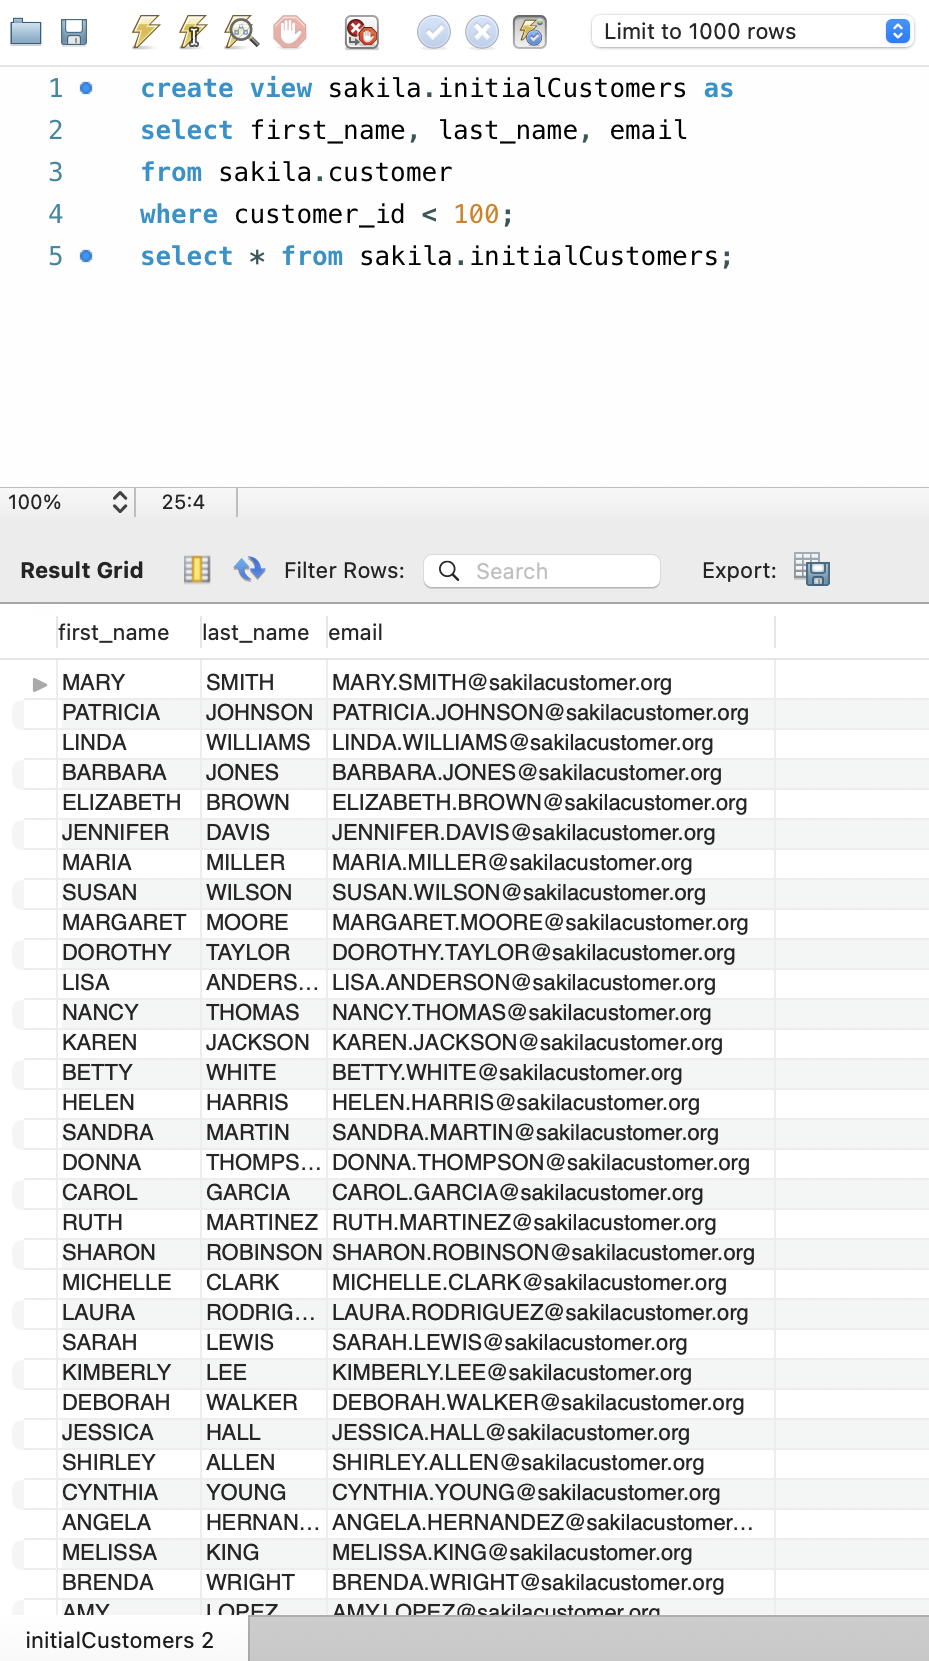 Limit to 1000 rows
1 create view sakila.initialCustomers as
2 select first_name, last_name, email
3 from sakila.customer
4 where customer_id < 100;
5 select * from sakila.initialCustomers;
100% 25:4
Result Grid Filter Rows: Search Export:
first_name last_name email
MARY SMITH MARY.SMITH@sakilacustomer.org
PATRICIA JOHNSON PATRICIA.JOHNSON@sakilacustomer.org
LINDA WILLIAMS LINDA.WILLIAMS@sakilacustomer.org
BARBARA JONES BARBARA.JONES@sakilacustomer.org
ELIZABETH BROWN ELIZABETH.BROWN@sakilacustomer.org
JENNIFER DAVIS JENNIFER.DAVIS@sakilacustomer.org
MARIA MILLER MARIA.MILLER@sakilacustomer.org
SUSAN WILSON SUSAN.WILSON@sakilacustomer.org
MARGARET MOORE MARGARET.MOORE@sakilacustomer.org
DOROTHY TAYLOR DOROTHY.TAYLOR@sakilacustomer.org
LISA ANDERS... LISA.ANDERSON@sakilacustomer.org
NANCY THOMAS NANCY.THOMAS@sakilacustomer.org
KAREN JACKSON KAREN.JACKSON@sakilacustomer.org
BETTY WHITE BETTY.WHITE@sakilacustomer.org
HELEN HARRIS HELEN.HARRIS@sakilacustomer.org
SANDRA MARTIN SANDRA.MARTIN@sakilacustomer.org
DONNA THOMPS... DONNA.THOMPSON@sakilacustomer.org
CAROL GARCIA CAROL.GARCIA@sakilacustomer.org
RUTH MARTINEZ RUTH.MARTINEZ@sakilacustomer.org
SHARON ROBINSON SHARON.ROBINSON@sakilacustomer.org
MICHELLE CLARK MICHELLE.CLARK@sakilacustomer.org
LAURA RODRIG... LAURA.RODRIGUEZ@sakilacustomer.org
SARAH LEWIS SARAH.LEWIS@sakilacustomer.org
KIMBERLY LEE KIMBERLY.LEE@sakilacustomer.org
DEBORAH WALKER DEBORAH.WALKER@sakilacustomer.org
JESSICA HALL JESSICA.HALL@sakilacustomer.org
SHIRLEY ALLEN SHIRLEY.ALLEN@sakilacustomer.org
CYNTHIA YOUNG CYNTHIA.YOUNG@sakilacustomer.org
ANGELA HERNAN... ANGELA.HERNANDEZ@sakilacustomer...
MELISSA KING MELISSA.KING@sakilacustomer.org
BRENDA WRIGHT BRENDA.WRIGHT@sakilacustomer.org
AMY LOPEZ AMY.LOPEZ@sakilacustomer.org
initialCustomers 2